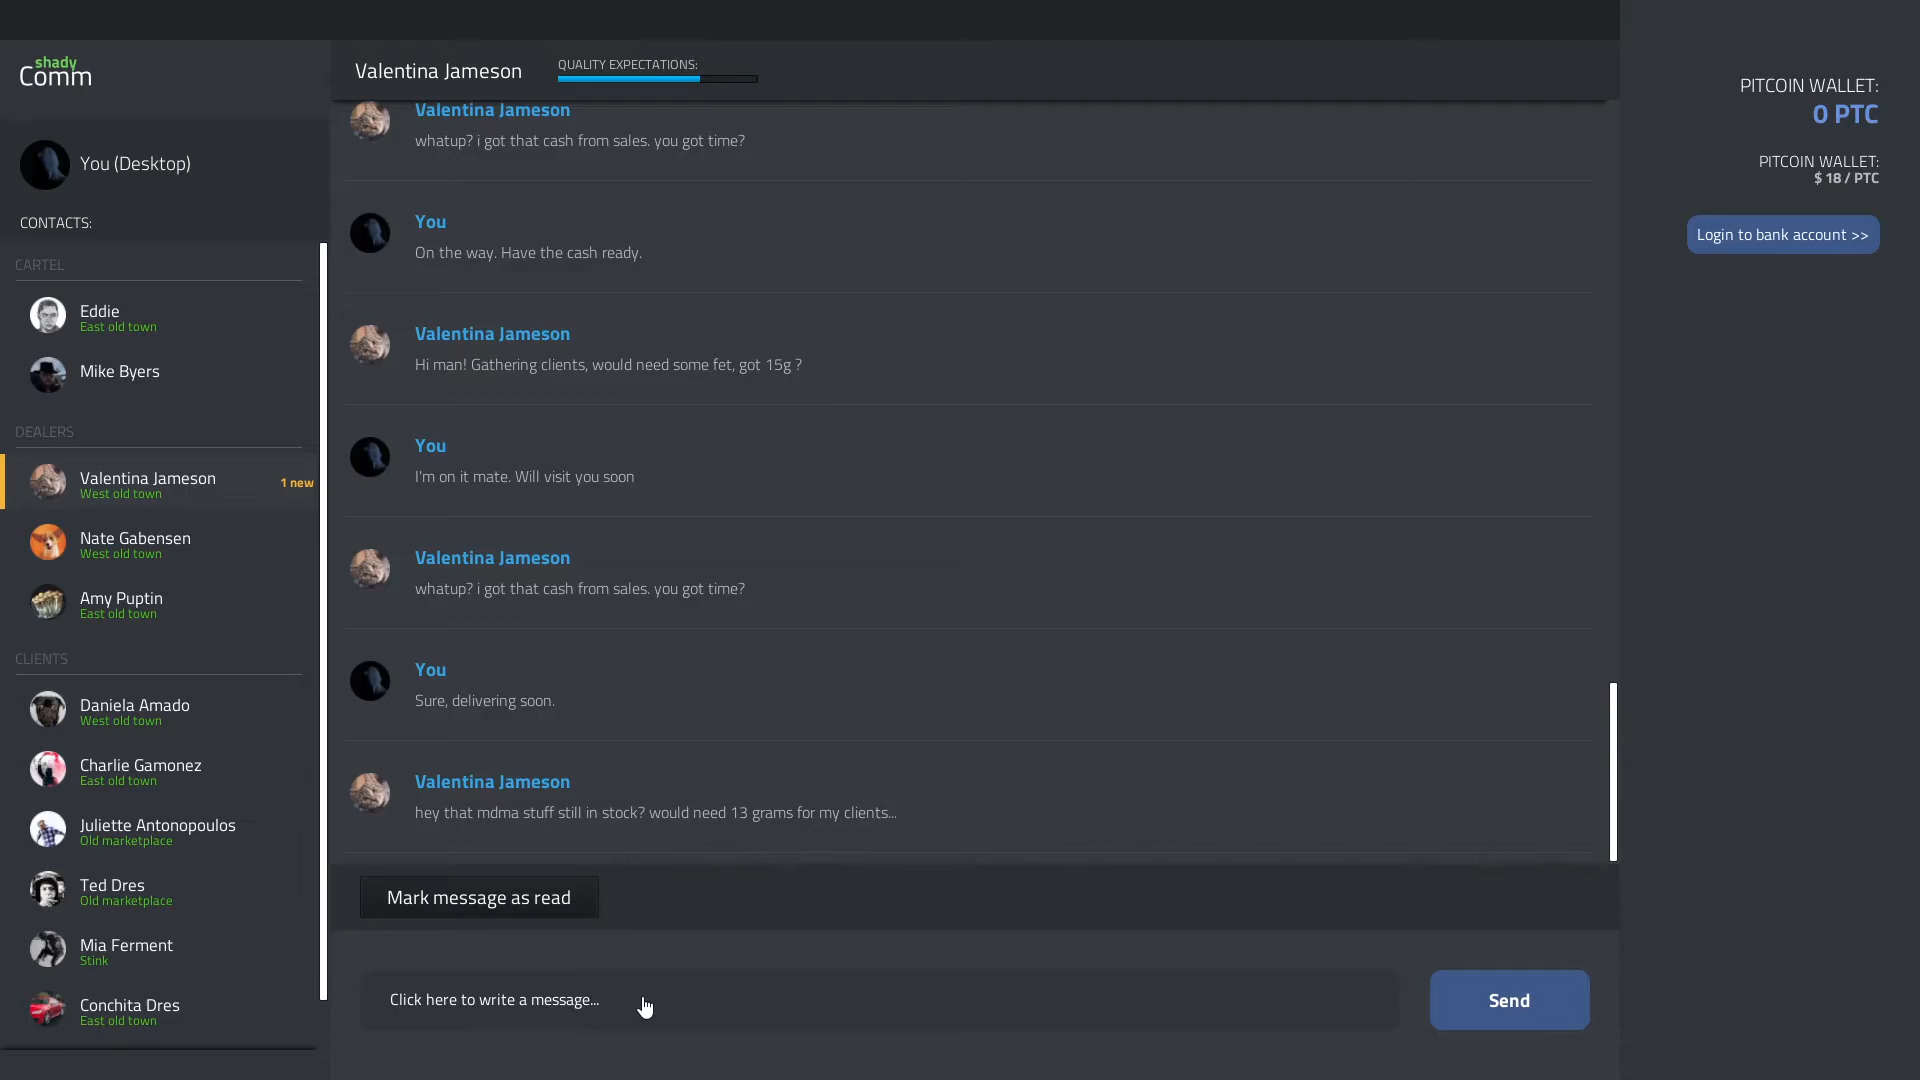 shady
Comm
You (Desktop)
CONTACTS:
CARTEL
Eddie
East old town
Mike Byers
DEALERS
Valentina Jameson
West old town
1 new
Nate Gabensen
West old town
Amy Puptin
East old town
CLIENTS
Daniela Amado
West old town
Charlie Gamonez
East old town
Juliette Antonopoulos
Old marketplace
Ted Dres
Old marketplace
Mia Ferment
Stink
Conchita Dres
East old town
Valentina Jameson
QUALITY EXPECTATIONS:
Valentina Jameson
whatup? i got that cash from sales. you got time?
You
On the way. Have the cash ready.
Valentina Jameson
Hi man! Gathering clients, would need some fet, got 15g ?
You
I'm on it mate. Will visit you soon
Valentina Jameson
whatup? i got that cash from sales. you got time?
You
Sure, delivering soon.
Valentina Jameson
hey that mdma stuff still in stock? would need 13 grams for my clients...
Mark message as read
Click here to write a message...
Send
PITCOIN WALLET:
0 PTC
PITCOIN WALLET:
$ 18 / PTC
Login to bank account >>